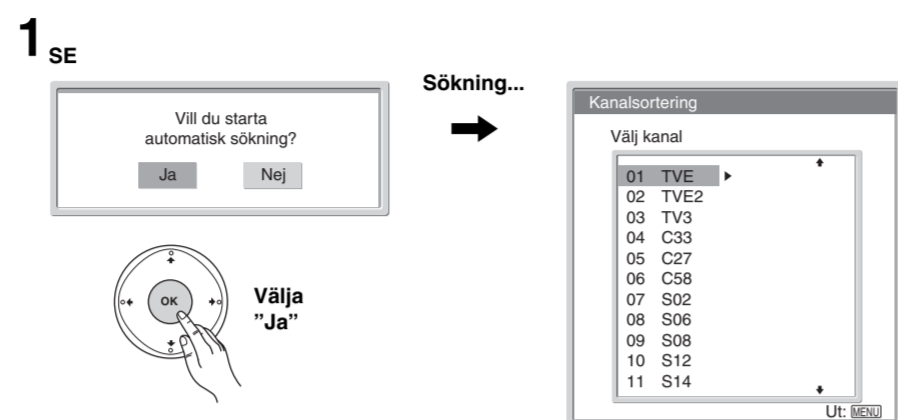 1 SE
Vill du starta
automatisk sökning?
Ja Nej
OK
Välja
”Ja”
Sökning...
Kanalsortering
Välj kanal
01 TVE
02 TVE2
03 TV3
04 C33
05 C27
06 C58
07 S02
08 S06
09 S08
10 S12
11 S14
Ut: MENU